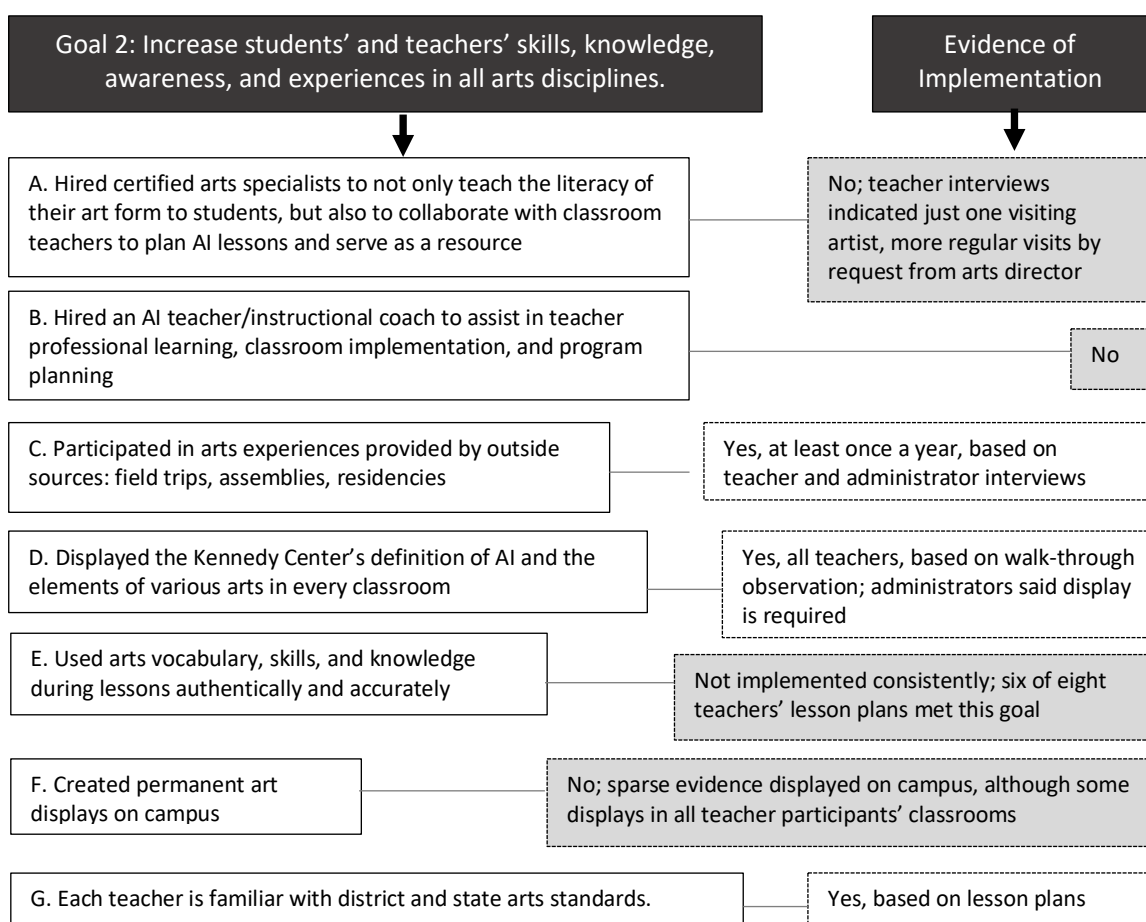 Goal 2: Increase students’ and teachers’ skills, knowledge,
awareness, and experiences in all arts disciplines.
Evidence of
Implementation
A. Hired certified arts specialists to not only teach the literacy of
their art form to students, but also to collaborate with classroom
teachers to plan AI lessons and serve as a resource
No; teacher interviews
indicated just one visiting
artist, more regular visits by
request from arts director
B. Hired an AI teacher/instructional coach to assist in teacher
professional learning, classroom implementation, and program
planning
No
C. Participated in arts experiences provided by outside
sources: field trips, assemblies, residencies
Yes, at least once a year, based on
teacher and administrator interviews
D. Displayed the Kennedy Center’s definition of AI and the
elements of various arts in every classroom
Yes, all teachers, based on walk-through
observation; administrators said display
is required
E. Used arts vocabulary, skills, and knowledge
during lessons authentically and accurately
Not implemented consistently; six of eight
teachers’ lesson plans met this goal
F. Created permanent art
displays on campus
No; sparse evidence displayed on campus, although some
displays in all teacher participants’ classrooms
G. Each teacher is familiar with district and state arts standards.
Yes, based on lesson plans